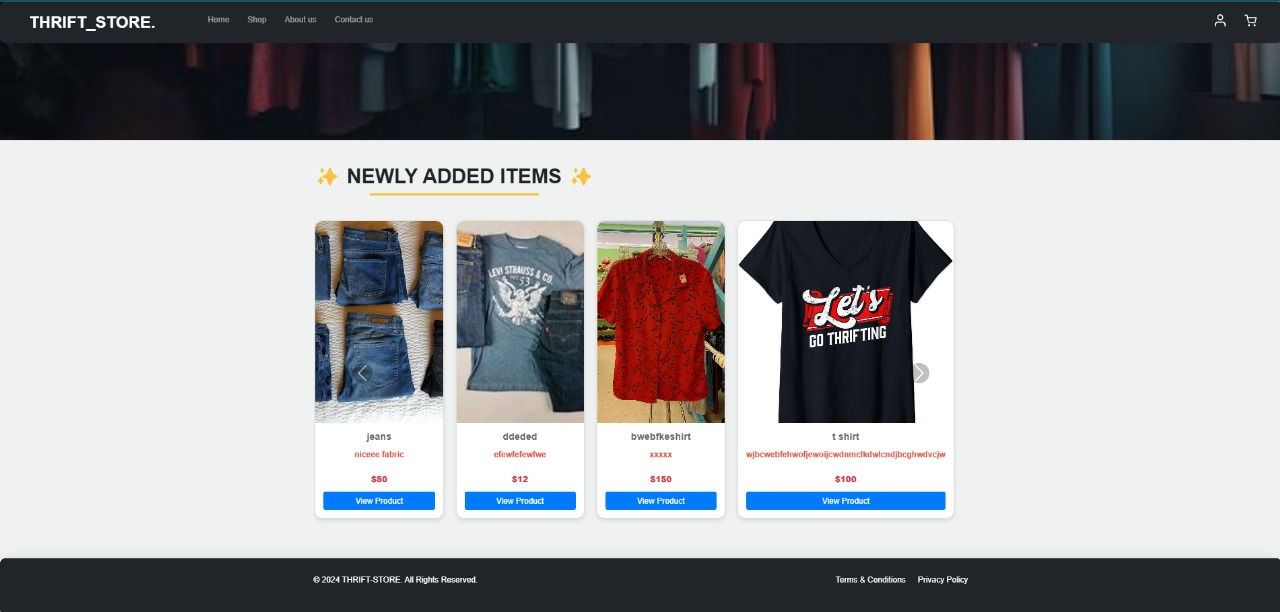 THRIFT_STORE.
Home Shop About us Contact us
✨ NEWLY ADDED ITEMS ✨
LEVI STRAUSS & CO.
53
Let's
GO THRIFTING
jeans
niceee fabric
$50
View Product
ddeded
efewfefewfwe
$12
View Product
bwebfkeshirt
xxxxx
$150
View Product
t shirt
wjbcwebfehwofjewoijcwdnmclkdwlcndjbcghwdvcjw
$100
View Product
© 2024 THRIFT-STORE. All Rights Reserved.
Terms & Conditions Privacy Policy